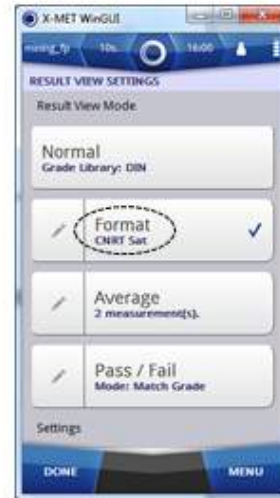 X-MET WinGUI
mining_fp 10s 16:00
RESULT VIEW SETTINGS
Result View Mode
Normal
Grade Library: DIN
Format
CNRT Sat
Average
2 measurement(s).
Pass / Fail
Mode: Match Grade
Settings
DONE MENU